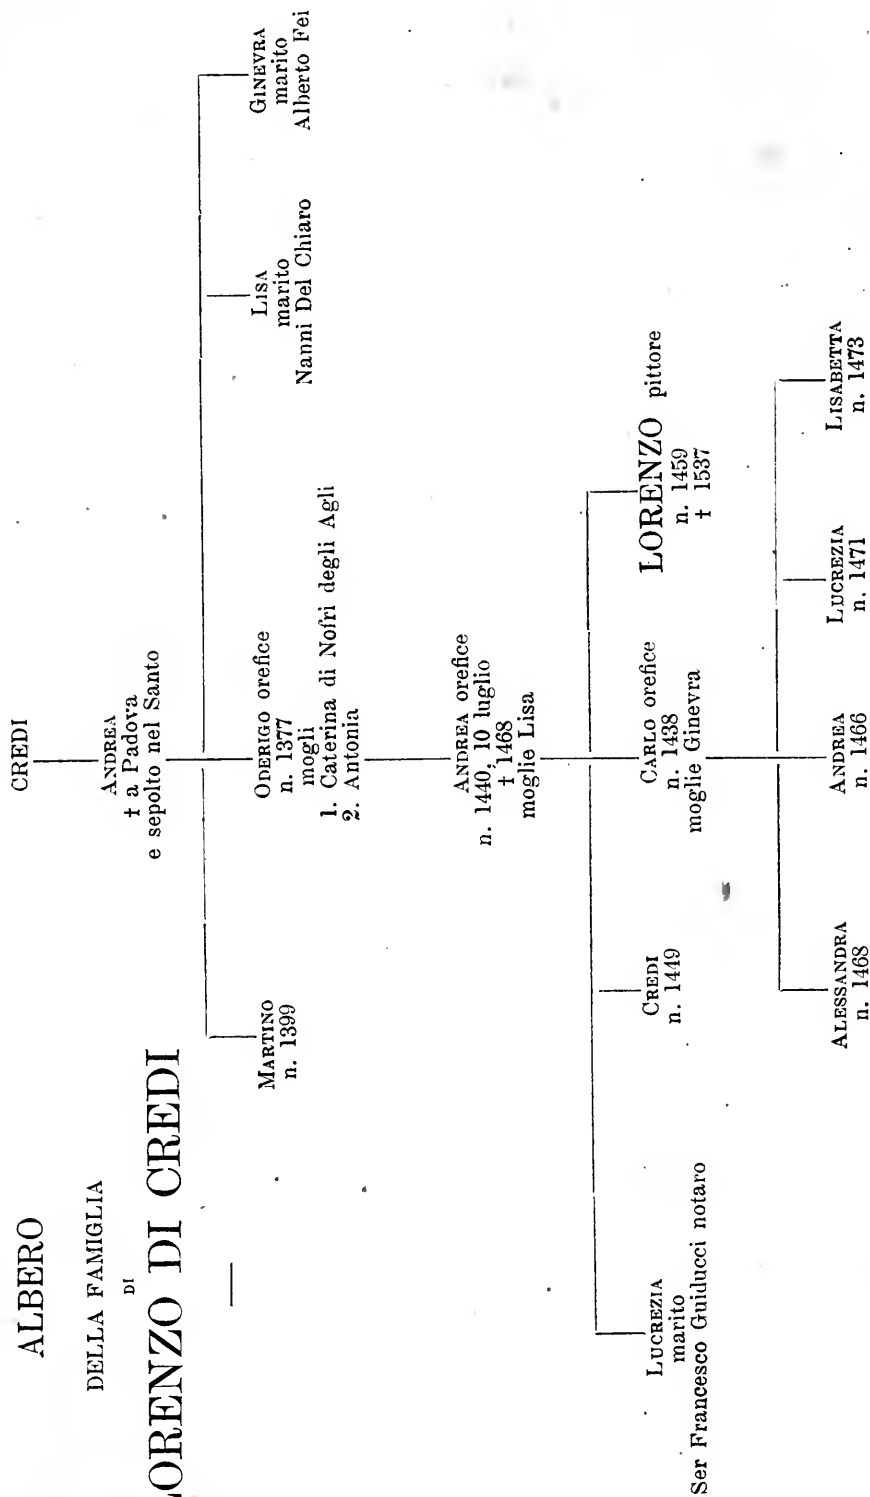 ALBERO
DELLA FAMIGLIA
DI
LORENZO DI CREDI
CREDI
ANDREA
† a Padova
e sepolto nel Santo
MARTINO
n. 1399
ODERIGO orefice
n. 1377
mogli
1. Caterina di Nofri degli Agli
2. Antonia
LISA
marito
Nanni Del Chiaro
GINEVRA
marito
Alberto Fei
ANDREA orefice
n. 1440, 10 luglio
† 1468
moglie Lisa
LUCREZIA
marito
Ser Francesco Guiducci notaro
CREDI
n. 1449
CARLO orefice
n. 1438
moglie Ginevra
LORENZO pittore
n. 1459
† 1537
ALESSANDRA
n. 1468
ANDREA
n. 1466
LUCREZIA
n. 1471
LISABETTA
n. 1473